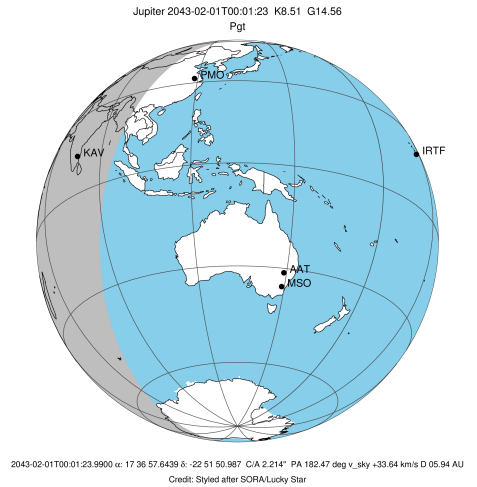 Jupiter 2043-02-01T00:01:23 K8.51 G14.56
Pgt
PMO
KAV
IRTF
AAT
MSO
2043-02-01T00:01:23.9900 α: 17 36 57.6439 δ: -22 51 50.987 C/A 2.214" PA 182.47 deg v_sky +33.64 km/s D 05.94 AU
Credit: Styled after SORA/Lucky Star